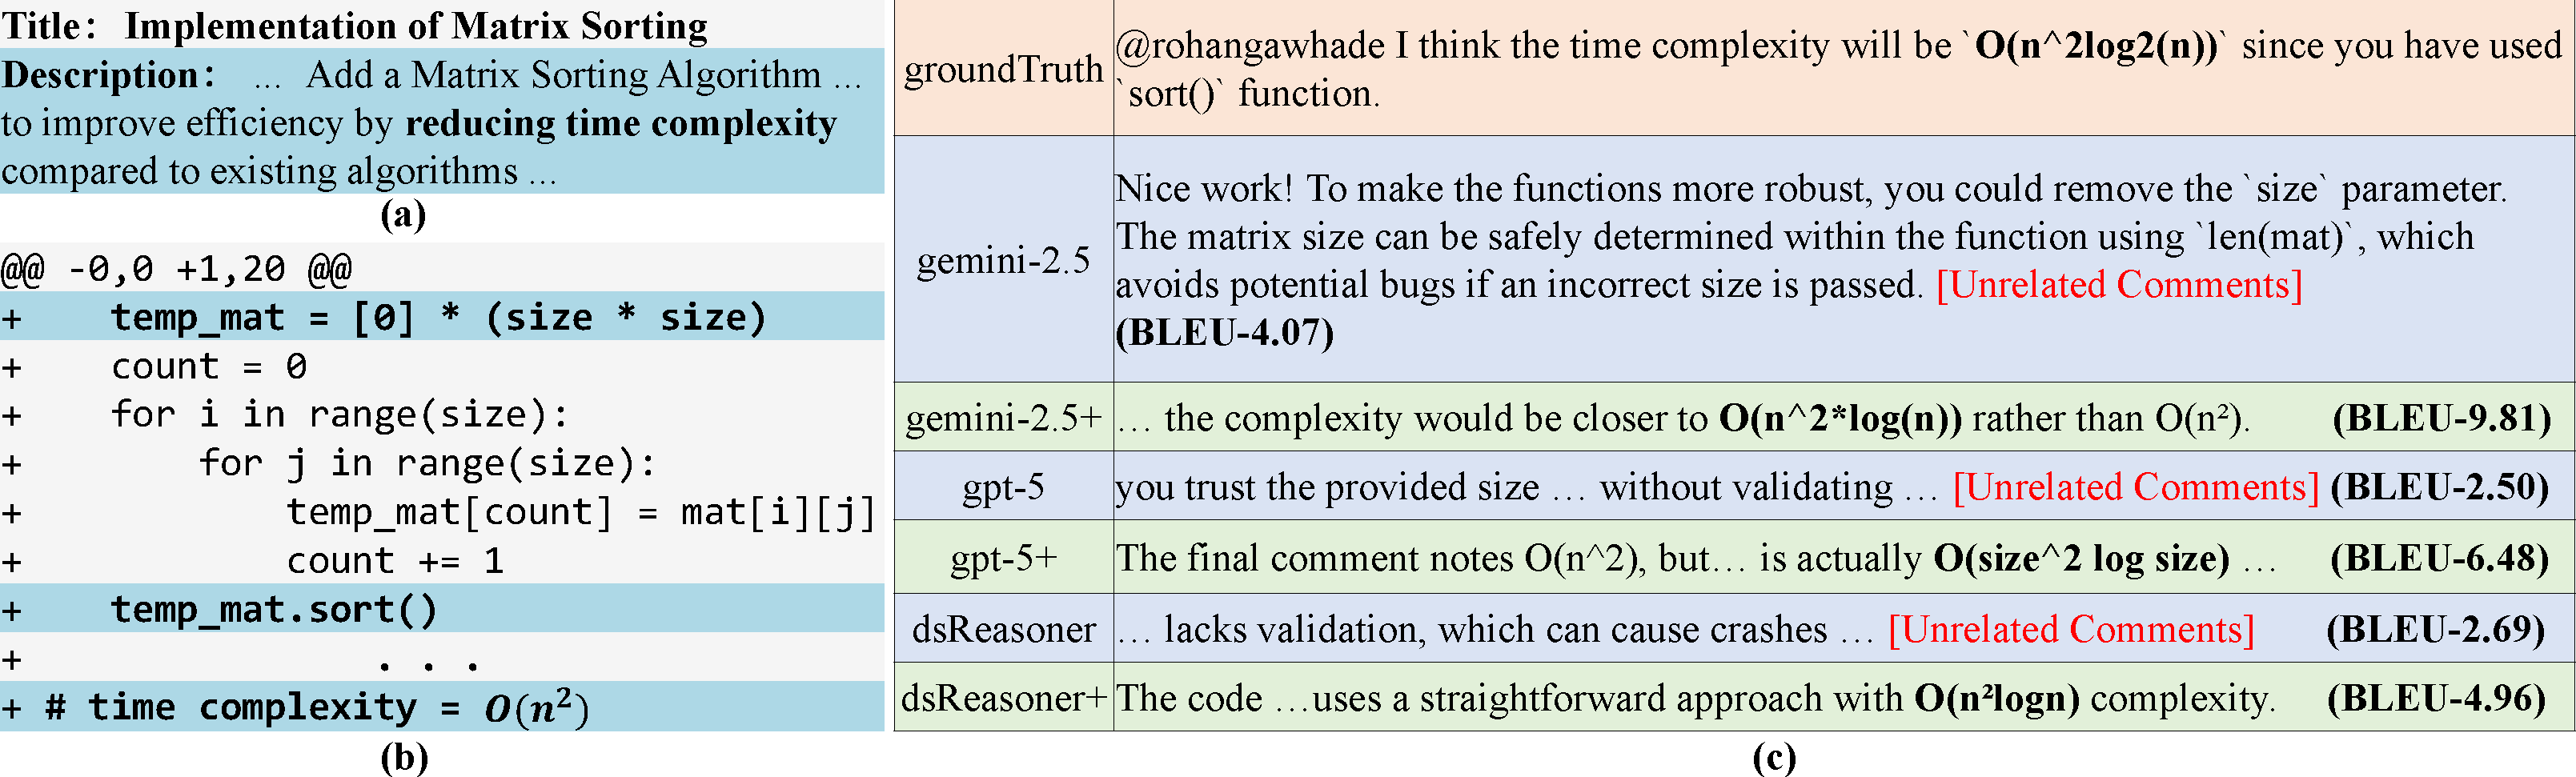 Title: Implementation of Matrix Sorting
Description: ... Add a Matrix Sorting Algorithm ...
to improve efficiency by reducing time complexity
compared to existing algorithms ...
(a)
@@ -0,0 +1,20 @@
+    temp_mat = [0] * (size * size)
+    count = 0
+    for i in range(size):
+        for j in range(size):
+            temp_mat[count] = mat[i][j]
+            count += 1
+    temp_mat.sort()
+                . . .
+ # time complexity = O(n²)
(b)
groundTruth
@rohangawhade I think the time complexity will be `O(n^2log2(n))` since you have used
`sort()` function.
gemini-2.5
Nice work! To make the functions more robust, you could remove the `size` parameter.
The matrix size can be safely determined within the function using `len(mat)`, which
avoids potential bugs if an incorrect size is passed. [Unrelated Comments]
(BLEU-4.07)
gemini-2.5+ ... the complexity would be closer to O(n^2*log(n)) rather than O(n²). (BLEU-9.81)
gpt-5 you trust the provided size ... without validating ... [Unrelated Comments] (BLEU-2.50)
gpt-5+ The final comment notes O(n^2), but... is actually O(size^2 log size) ... (BLEU-6.48)
dsReasoner ... lacks validation, which can cause crashes ... [Unrelated Comments] (BLEU-2.69)
dsReasoner+ The code ...uses a straightforward approach with O(n²logn) complexity. (BLEU-4.96)
(c)